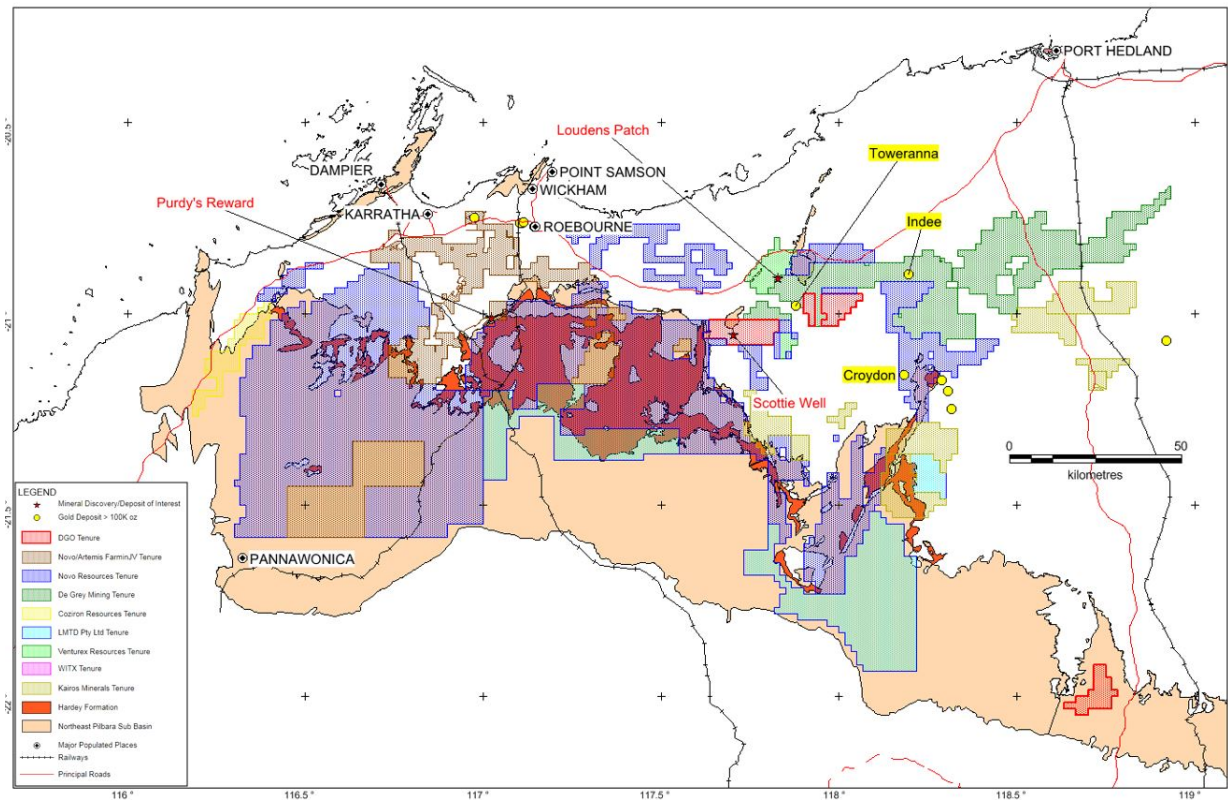 PORT HEDLAND
-20.5
Loudens Patch
Toweranna
DAMPIER
POINT SAMSON
WICKHAM
Purdy's Reward
KARRATHA
ROEBOURNE
Indee
-21
Croydon
Scottie Well
0
50
kilometres
-21.5
PANNAWONICA
-22
LEGEND
Mineral Discovery/Deposit of Interest
Gold Deposit > 100K oz
DGO Tenure
Novo/Artemis FarminJV Tenure
Novo Resources Tenure
De Grey Mining Tenure
Coziron Resources Tenure
LMTD Pty Ltd Tenure
Venturex Resources Tenure
WITX Tenure
Kairos Minerals Tenure
Hardey Formation
Northeast Pilbara Sub Basin
Major Populated Places
Railways
Principal Roads
116 °
116.5 °
117 °
117.5 °
118 °
118.5 °
119 °